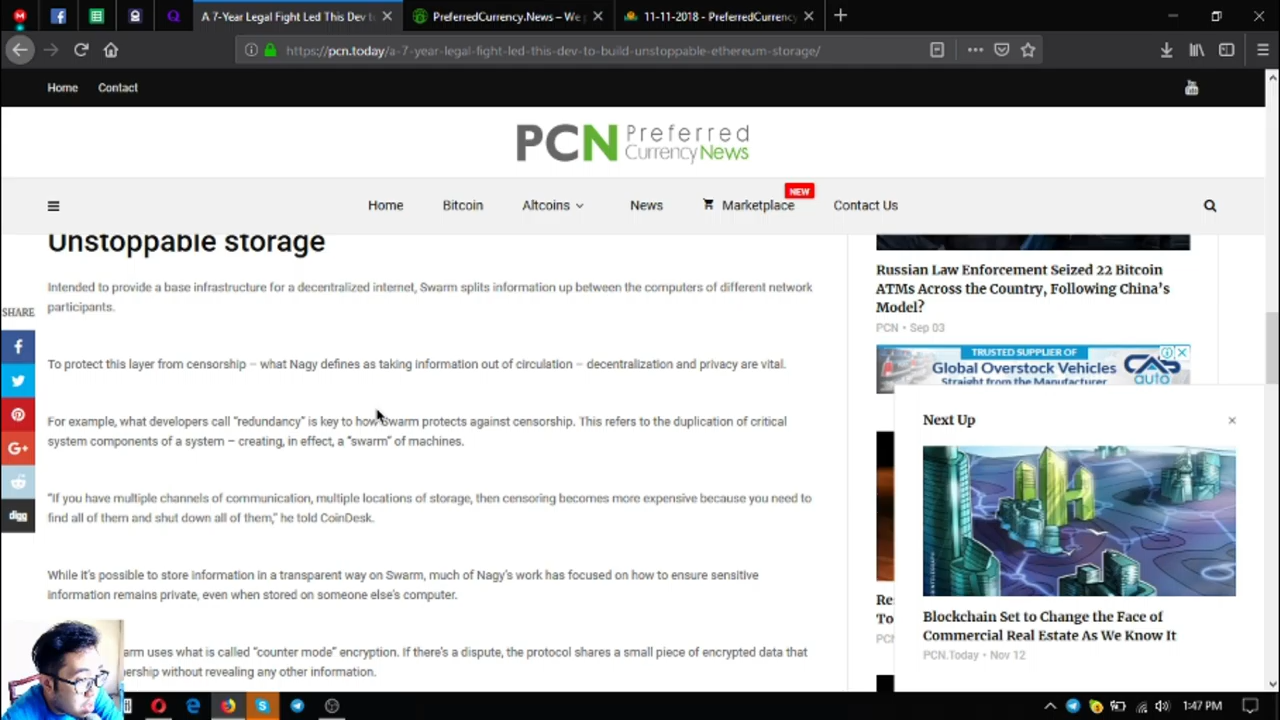 A 7-Year Legal Fight Led This Dev to
PreferredCurrency.News – We p
11-11-2018 - PreferredCurrency
https://pcn.today/a-7-year-legal-fight-led-this-dev-to-build-unstoppable-ethereum-storage/
Home Contact
PCN Preferred
CurrencyNews
Home Bitcoin Altcoins News Marketplace NEW Contact Us
Unstoppable storage
Intended to provide a base infrastructure for a decentralized internet, Swarm splits information up between the computers of different network
participants.
To protect this layer from censorship – what Nagy defines as taking information out of circulation – decentralization and privacy are vital.
For example, what developers call “redundancy” is key to how Swarm protects against censorship. This refers to the duplication of critical
system components of a system – creating, in effect, a “swarm” of machines.
“If you have multiple channels of communication, multiple locations of storage, then censoring becomes more expensive because you need to
find all of them and shut down all of them,” he told CoinDesk.
While it’s possible to store information in a transparent way on Swarm, much of Nagy’s work has focused on how to ensure sensitive
information remains private, even when stored on someone else’s computer.
uses what is called “counter mode” encryption. If there’s a dispute, the protocol shares a small piece of encrypted data that
without revealing any other information.
SHARE
digg
Russian Law Enforcement Seized 22 Bitcoin
ATMs Across the Country, Following China’s
Model?
PCN • Sep 03
TRUSTED SUPPLIER OF
Global Overstock Vehicles
Straight from the Manufacturer
CAS
auto
Next Up
Blockchain Set to Change the Face of
Commercial Real Estate As We Know It
PCN.Today • Nov 12
1:47 PM